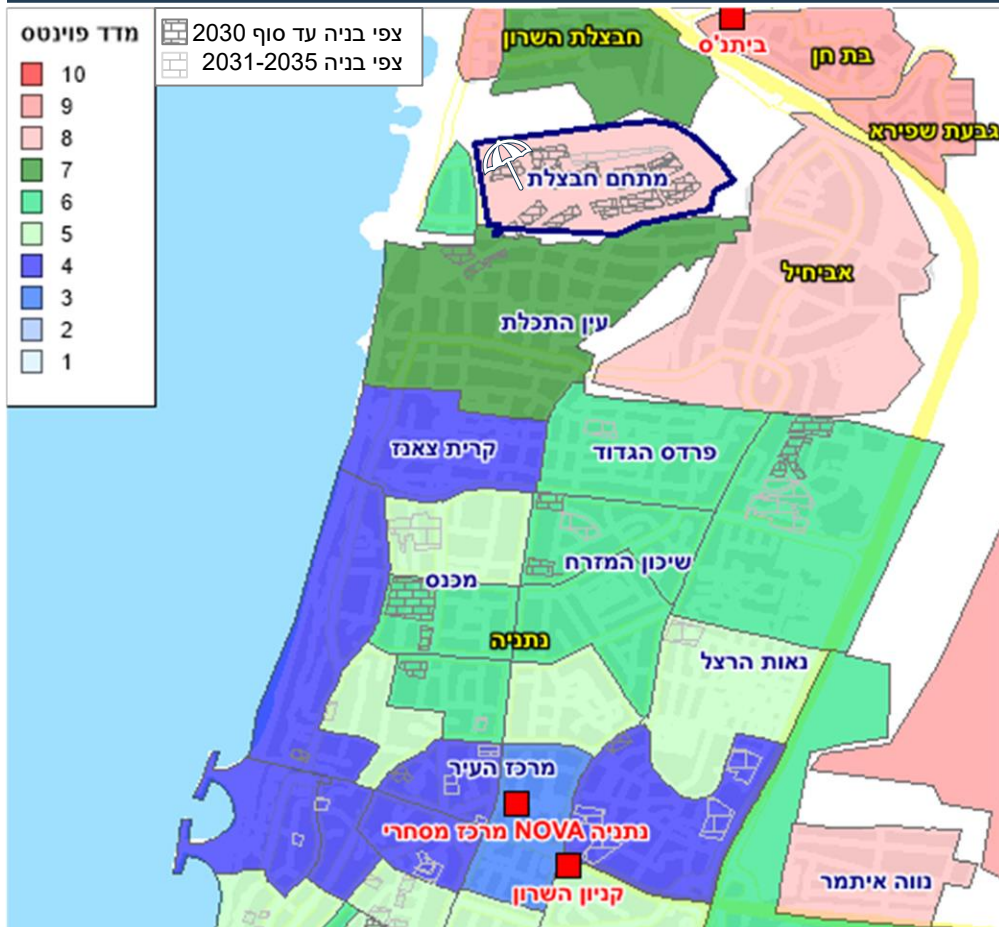 מדד פוינטס
10
9
8
7
6
5
4
3
2
1
צפי בניה עד סוף 2030
צפי בניה 2031-2035
חבצלת השרון
ביתנ'ס
בת חן
גבעת שפירא
מתחם חבצלת
אביחיל
עין התכלת
קרית צאנז
פרדס הגדוד
שיכון המזרח
מכנס
נתניה
נאות הרצל
מרכז העיר
נתניה NOVA מרכז מסחרי
קניון השרון
נווה איתמר